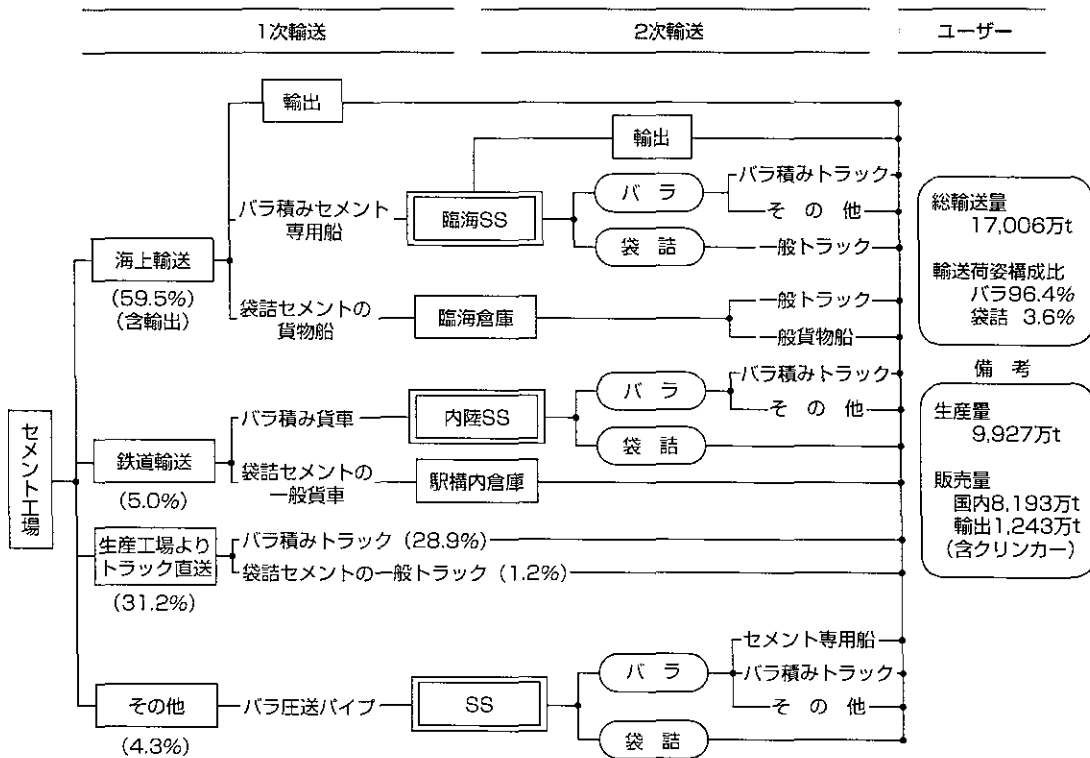 1次輸送
2次輸送
ユーザー
輸出
輸出
バラ積みセメント
専用船
臨海SS
バラ
バラ積みトラック
その他
袋詰
一般トラック
海上輸送
(59.5%)
(含輸出)
袋詰セメントの
貨物船
臨海倉庫
一般トラック
一般貨物船
セメント工場
鉄道輸送
(5.0%)
バラ積み貨車
内陸SS
バラ
バラ積みトラック
その他
袋詰
袋詰セメントの
一般貨車
駅構内倉庫
生産工場より
トラック直送
(31.2%)
バラ積みトラック (28.9%)
袋詰セメントの一般トラック (1.2%)
その他
(4.3%)
バラ圧送パイプ
SS
バラ
セメント専用船
バラ積みトラック
その他
袋詰
総輸送量
17,006万t
輸送荷姿構成比
バラ96.4%
袋詰 3.6%
備考
生産量
9,927万t
販売量
国内8,193万t
輸出1,243万t
(含クリンカー)